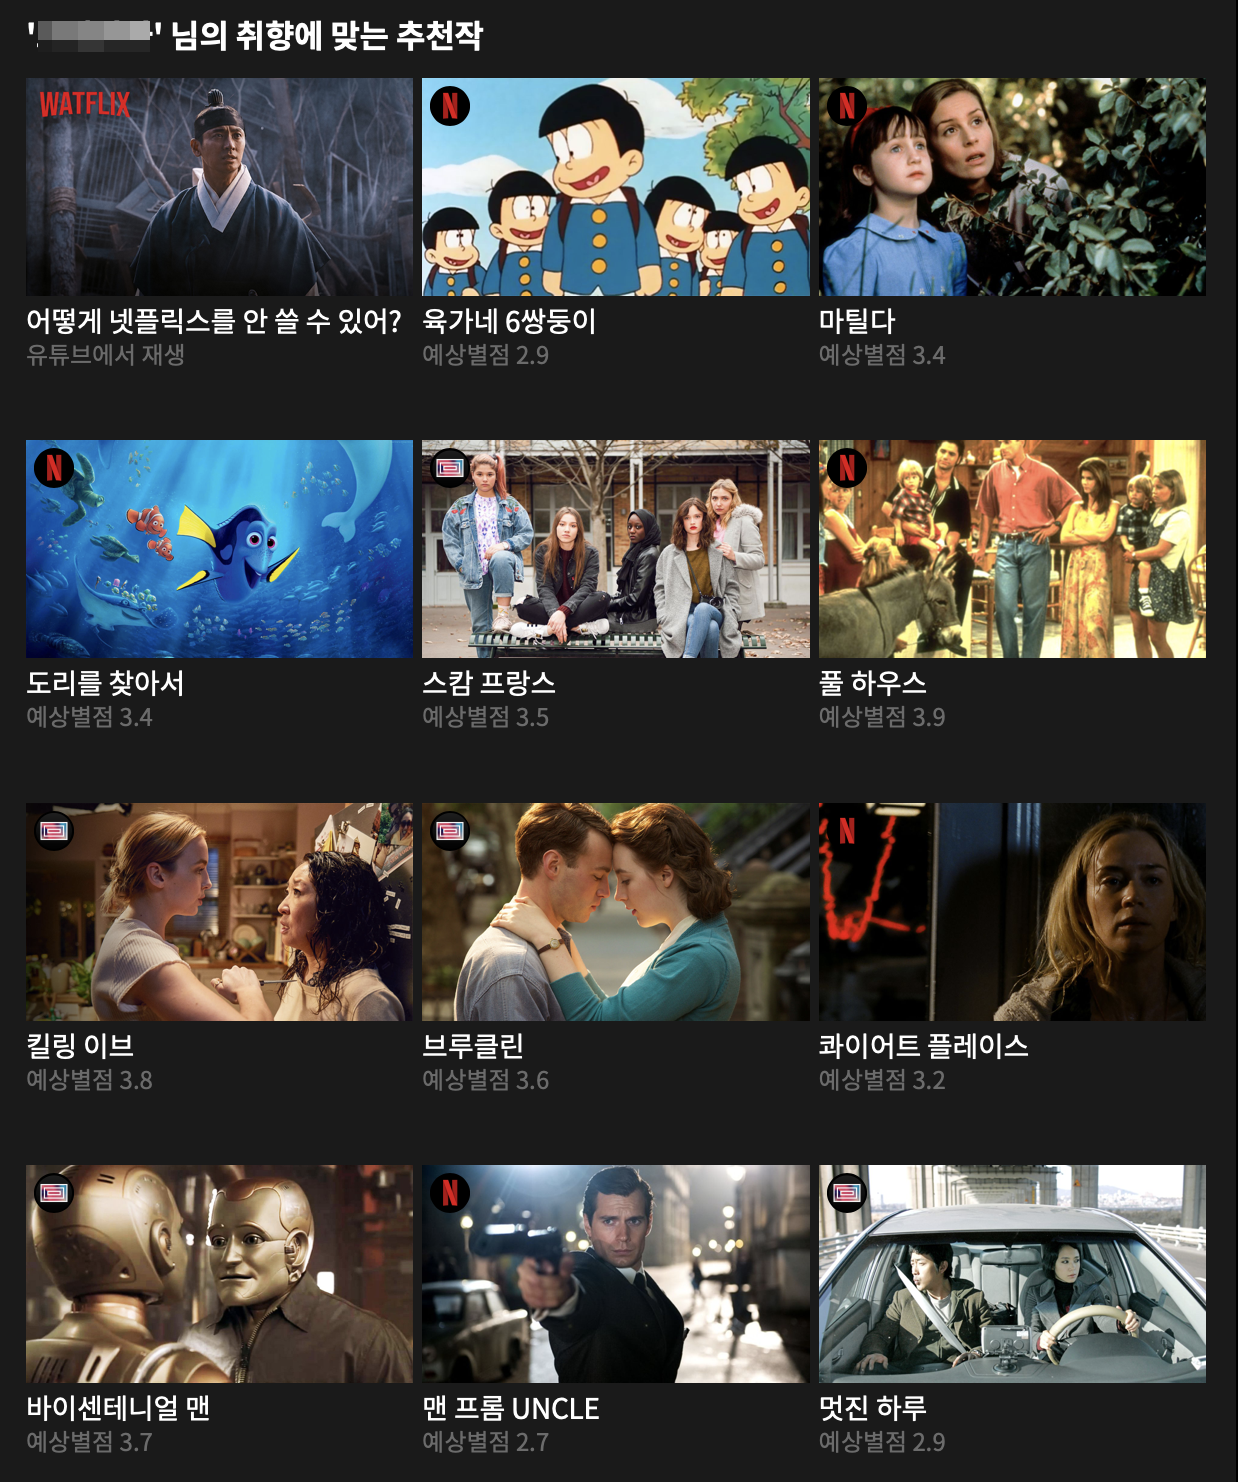 ' ' 님의 취향에 맞는 추천작
WATFLIX
N
N
어떻게 넷플릭스를 안 쓸 수 있어?
육가네 6쌍둥이
마틸다
유튜브에서 재생
예상별점 2.9
예상별점 3.4
N
N
도리를 찾아서
스캄 프랑스
풀 하우스
예상별점 3.4
예상별점 3.5
예상별점 3.9
N
킬링 이브
브루클린
콰이어트 플레이스
예상별점 3.8
예상별점 3.6
예상별점 3.2
N
바이센테니얼 맨
맨 프롬 UNCLE
멋진 하루
예상별점 3.7
예상별점 2.7
예상별점 2.9